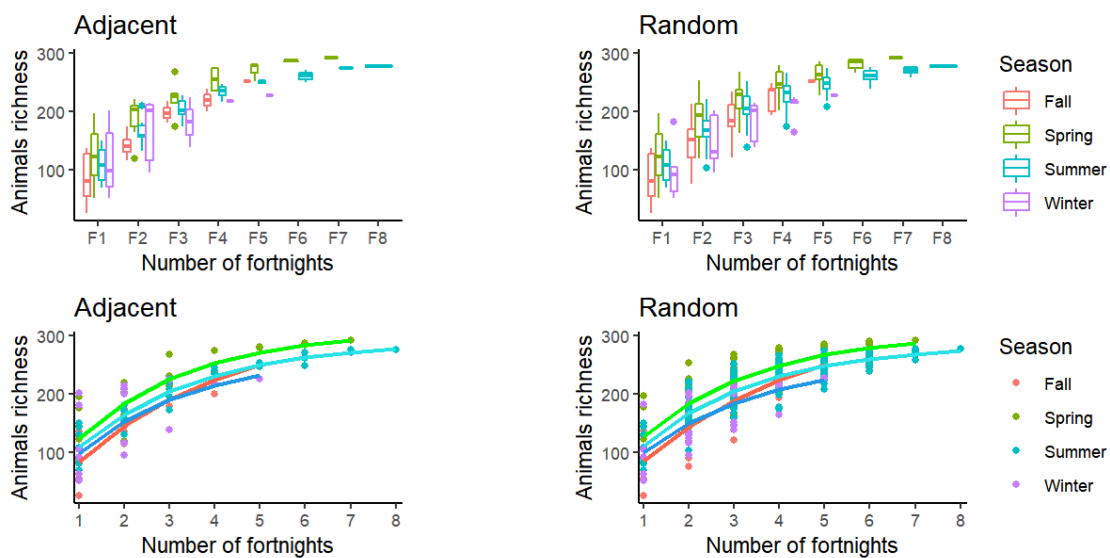 Adjacent
Animals richness
300
200
100
F1 F2 F3 F4 F5 F6 F7 F8
Number of fortnights
Random
Animals richness
300
200
100
F1 F2 F3 F4 F5 F6 F7 F8
Number of fortnights
Season
Fall
Spring
Summer
Winter
Adjacent
Animals richness
300
200
100
1 2 3 4 5 6 7 8
Number of fortnights
Random
Animals richness
300
200
100
1 2 3 4 5 6 7 8
Number of fortnights
Season
Fall
Spring
Summer
Winter